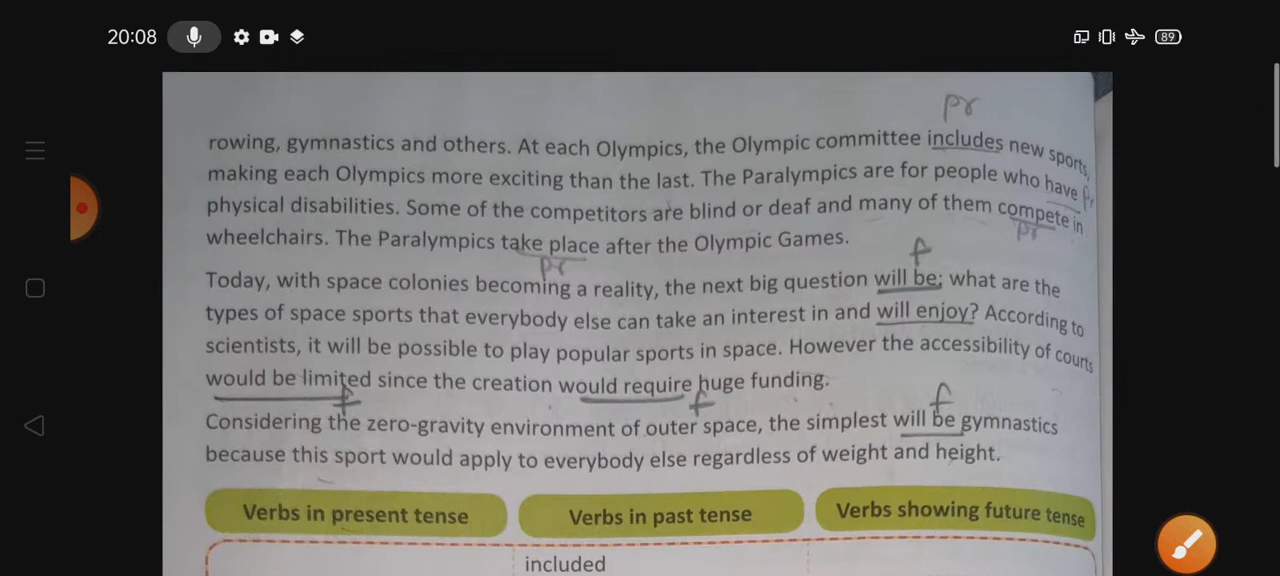 20:08
89
pr
rowing, gymnastics and others. At each Olympics, the Olympic committee includes new sports,
making each Olympics more exciting than the last. The Paralympics are for people who have
pr
physical disabilities. Some of the competitors are blind or deaf and many of them compete in
pr
wheelchairs. The Paralympics take place after the Olympic Games.
pr
f
Today, with space colonies becoming a reality, the next big question will be; what are the
types of space sports that everybody else can take an interest in and will enjoy? According to
scientists, it will be possible to play popular sports in space. However the accessibility of courts
would be limited since the creation would require huge funding.
f
f
f
Considering the zero-gravity environment of outer space, the simplest will be gymnastics
because this sport would apply to everybody else regardless of weight and height.
Verbs in present tense
Verbs in past tense
Verbs showing future tense
included